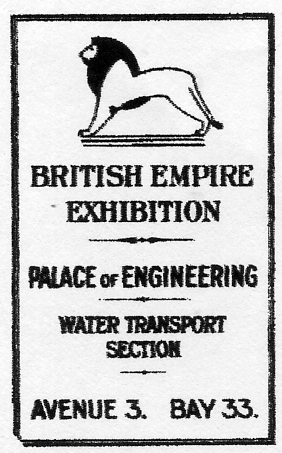 BRITISH EMPIRE
EXHIBITION
PALACE OF ENGINEERING
WATER TRANSPORT
SECTION
AVENUE 3. BAY 33.